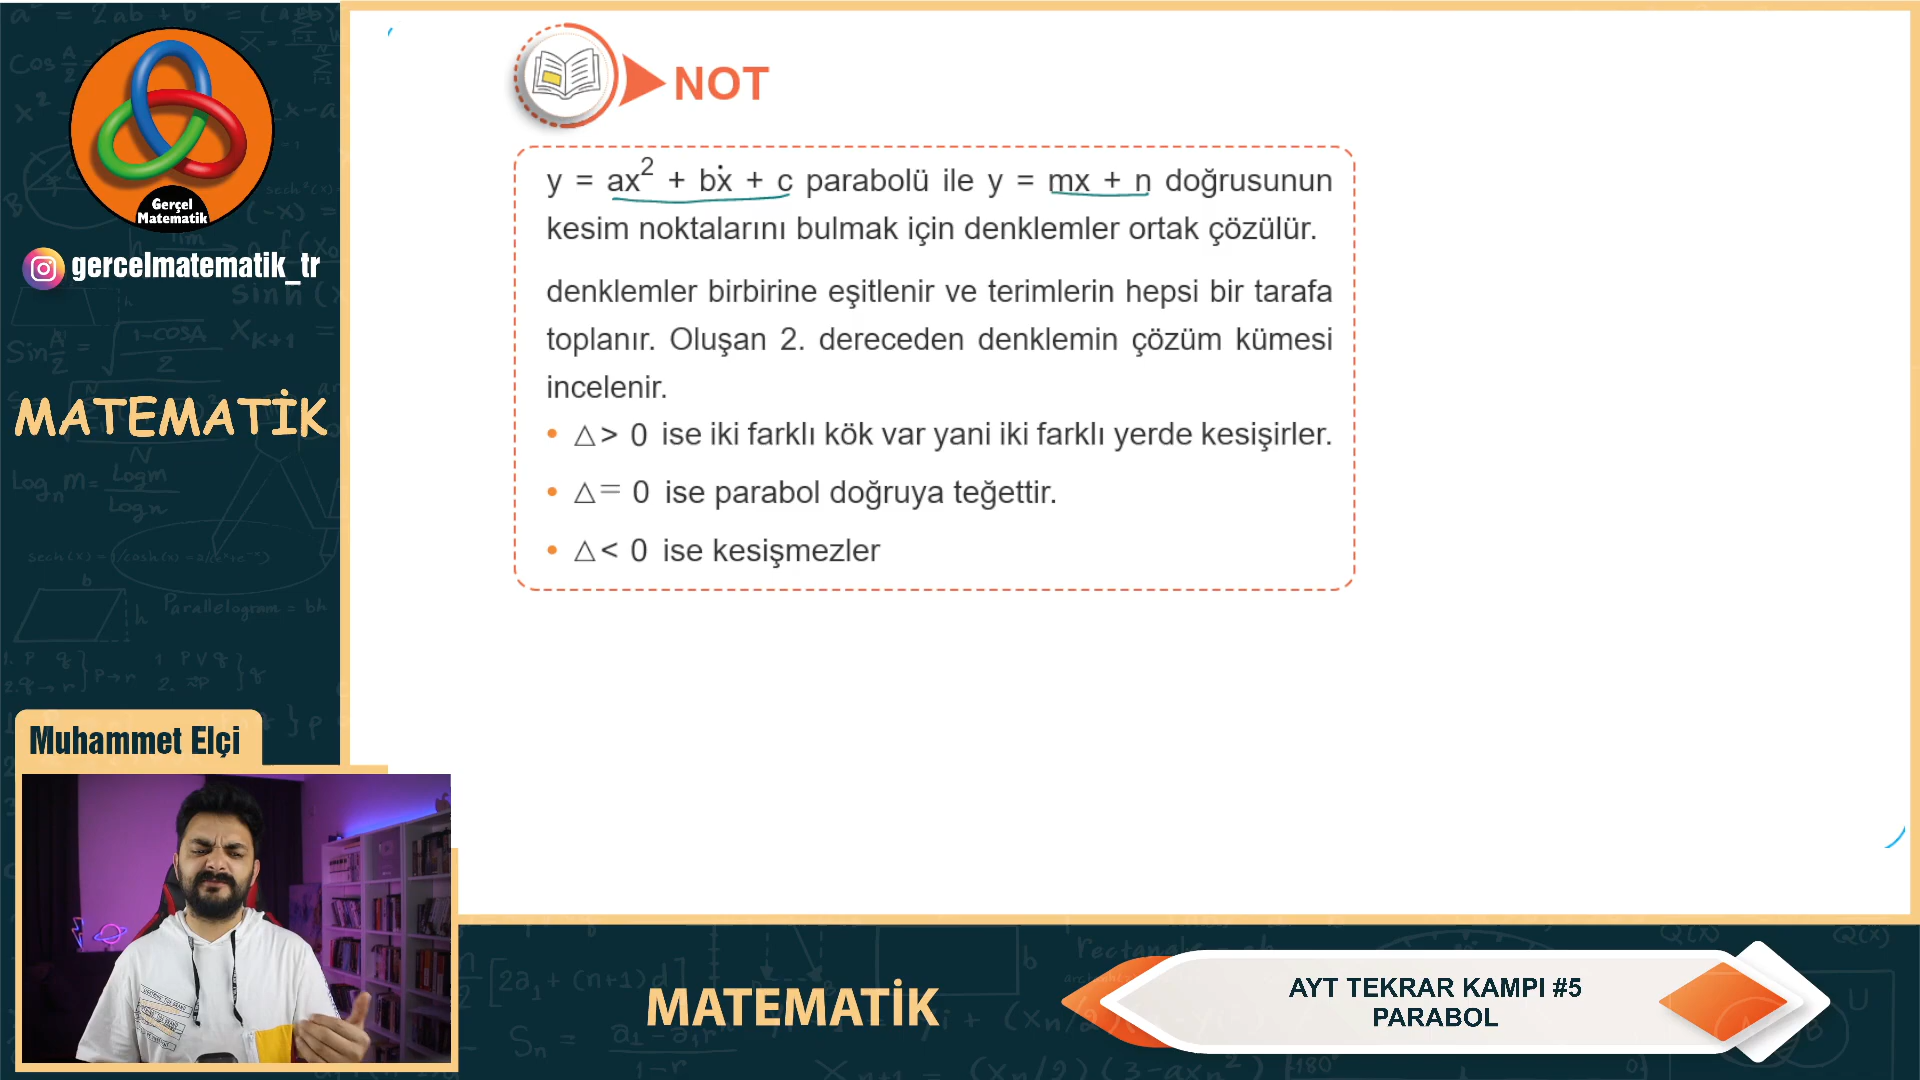 Gerçel
Matematik
gercelmatematik_tr
MATEMATİK
NOT
y = ax² + bx + c parabolü ile y = mx + n doğrusunun
kesim noktalarını bulmak için denklemler ortak çözülür.
denklemler birbirine eşitlenir ve terimlerin hepsi bir tarafa
toplanır. Oluşan 2. dereceden denklemin çözüm kümesi
incelenir.
• △> 0 ise iki farklı kök var yani iki farklı yerde kesişirler.
• △= 0 ise parabol doğruya teğettir.
• △< 0 ise kesişmezler
Muhammet Elçi
MATEMATİK
AYT TEKRAR KAMPI #5
PARABOL